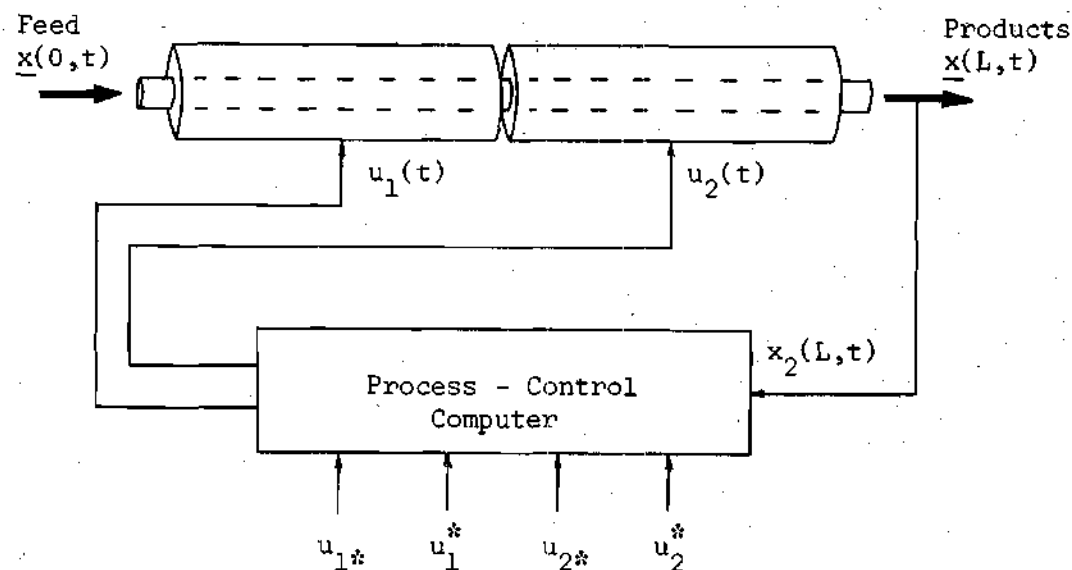 Feed
x(0,t)
Products
x(L,t)
u₁(t)
u₂(t)
x₂(L,t)
Process - Control
Computer
u₁* u₁* u₂* u₂*